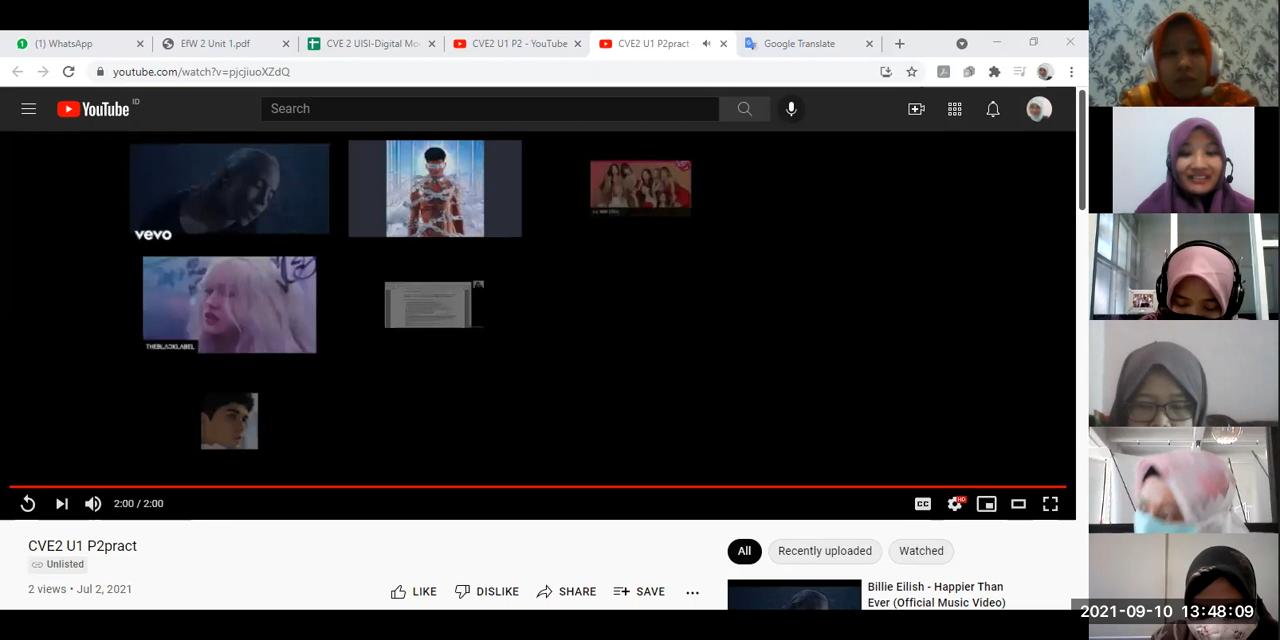 (1) WhatsApp
EfW 2 Unit 1.pdf
CVE 2 UISI-Digital Mo
CVE2 U1 P2 - YouTube
CVE2 U1 P2pract -
Google Translate
youtube.com/watch?v=pjcjiuoXZdQ
YouTube ID
Search
vevo
THEBLACKLABEL
2:00 / 2:00
CC
HD
CVE2 U1 P2pract
Unlisted
2 views • Jul 2, 2021
LIKE
DISLIKE
SHARE
SAVE
All
Recently uploaded
Watched
Billie Eilish - Happier Than
Ever (Official Music Video)
2021-09-10 13:48:09